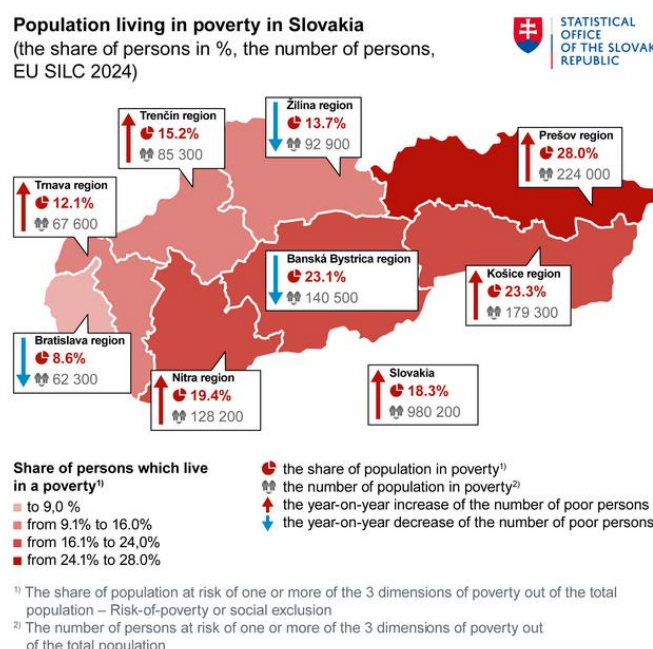 Population living in poverty in Slovakia
(the share of persons in %, the number of persons,
EU SILC 2024)
STATISTICAL
OFFICE
OF THE SLOVAK
REPUBLIC
Trenčín region
15.2%
85 300
Žilina region
13.7%
92 900
Prešov region
28.0%
224 000
Trnava region
12.1%
67 600
Banská Bystrica region
23.1%
140 500
Košice region
23.3%
179 300
Bratislava region
8.6%
62 300
Nitra region
19.4%
128 200
Slovakia
18.3%
980 200
Share of persons which live
in a poverty¹⁾
to 9,0 %
from 9.1% to 16.0%
from 16.1% to 24,0%
from 24.1% to 28.0%
the share of population in poverty¹⁾
the number of population in poverty²⁾
the year-on-year increase of the number of poor persons
the year-on-year decrease of the number of poor persons
¹⁾ The share of population at risk of one or more of the 3 dimensions of poverty out of the total
population – Risk-of-poverty or social exclusion
²⁾ The number of persons at risk of one or more of the 3 dimensions of poverty out
of the total population